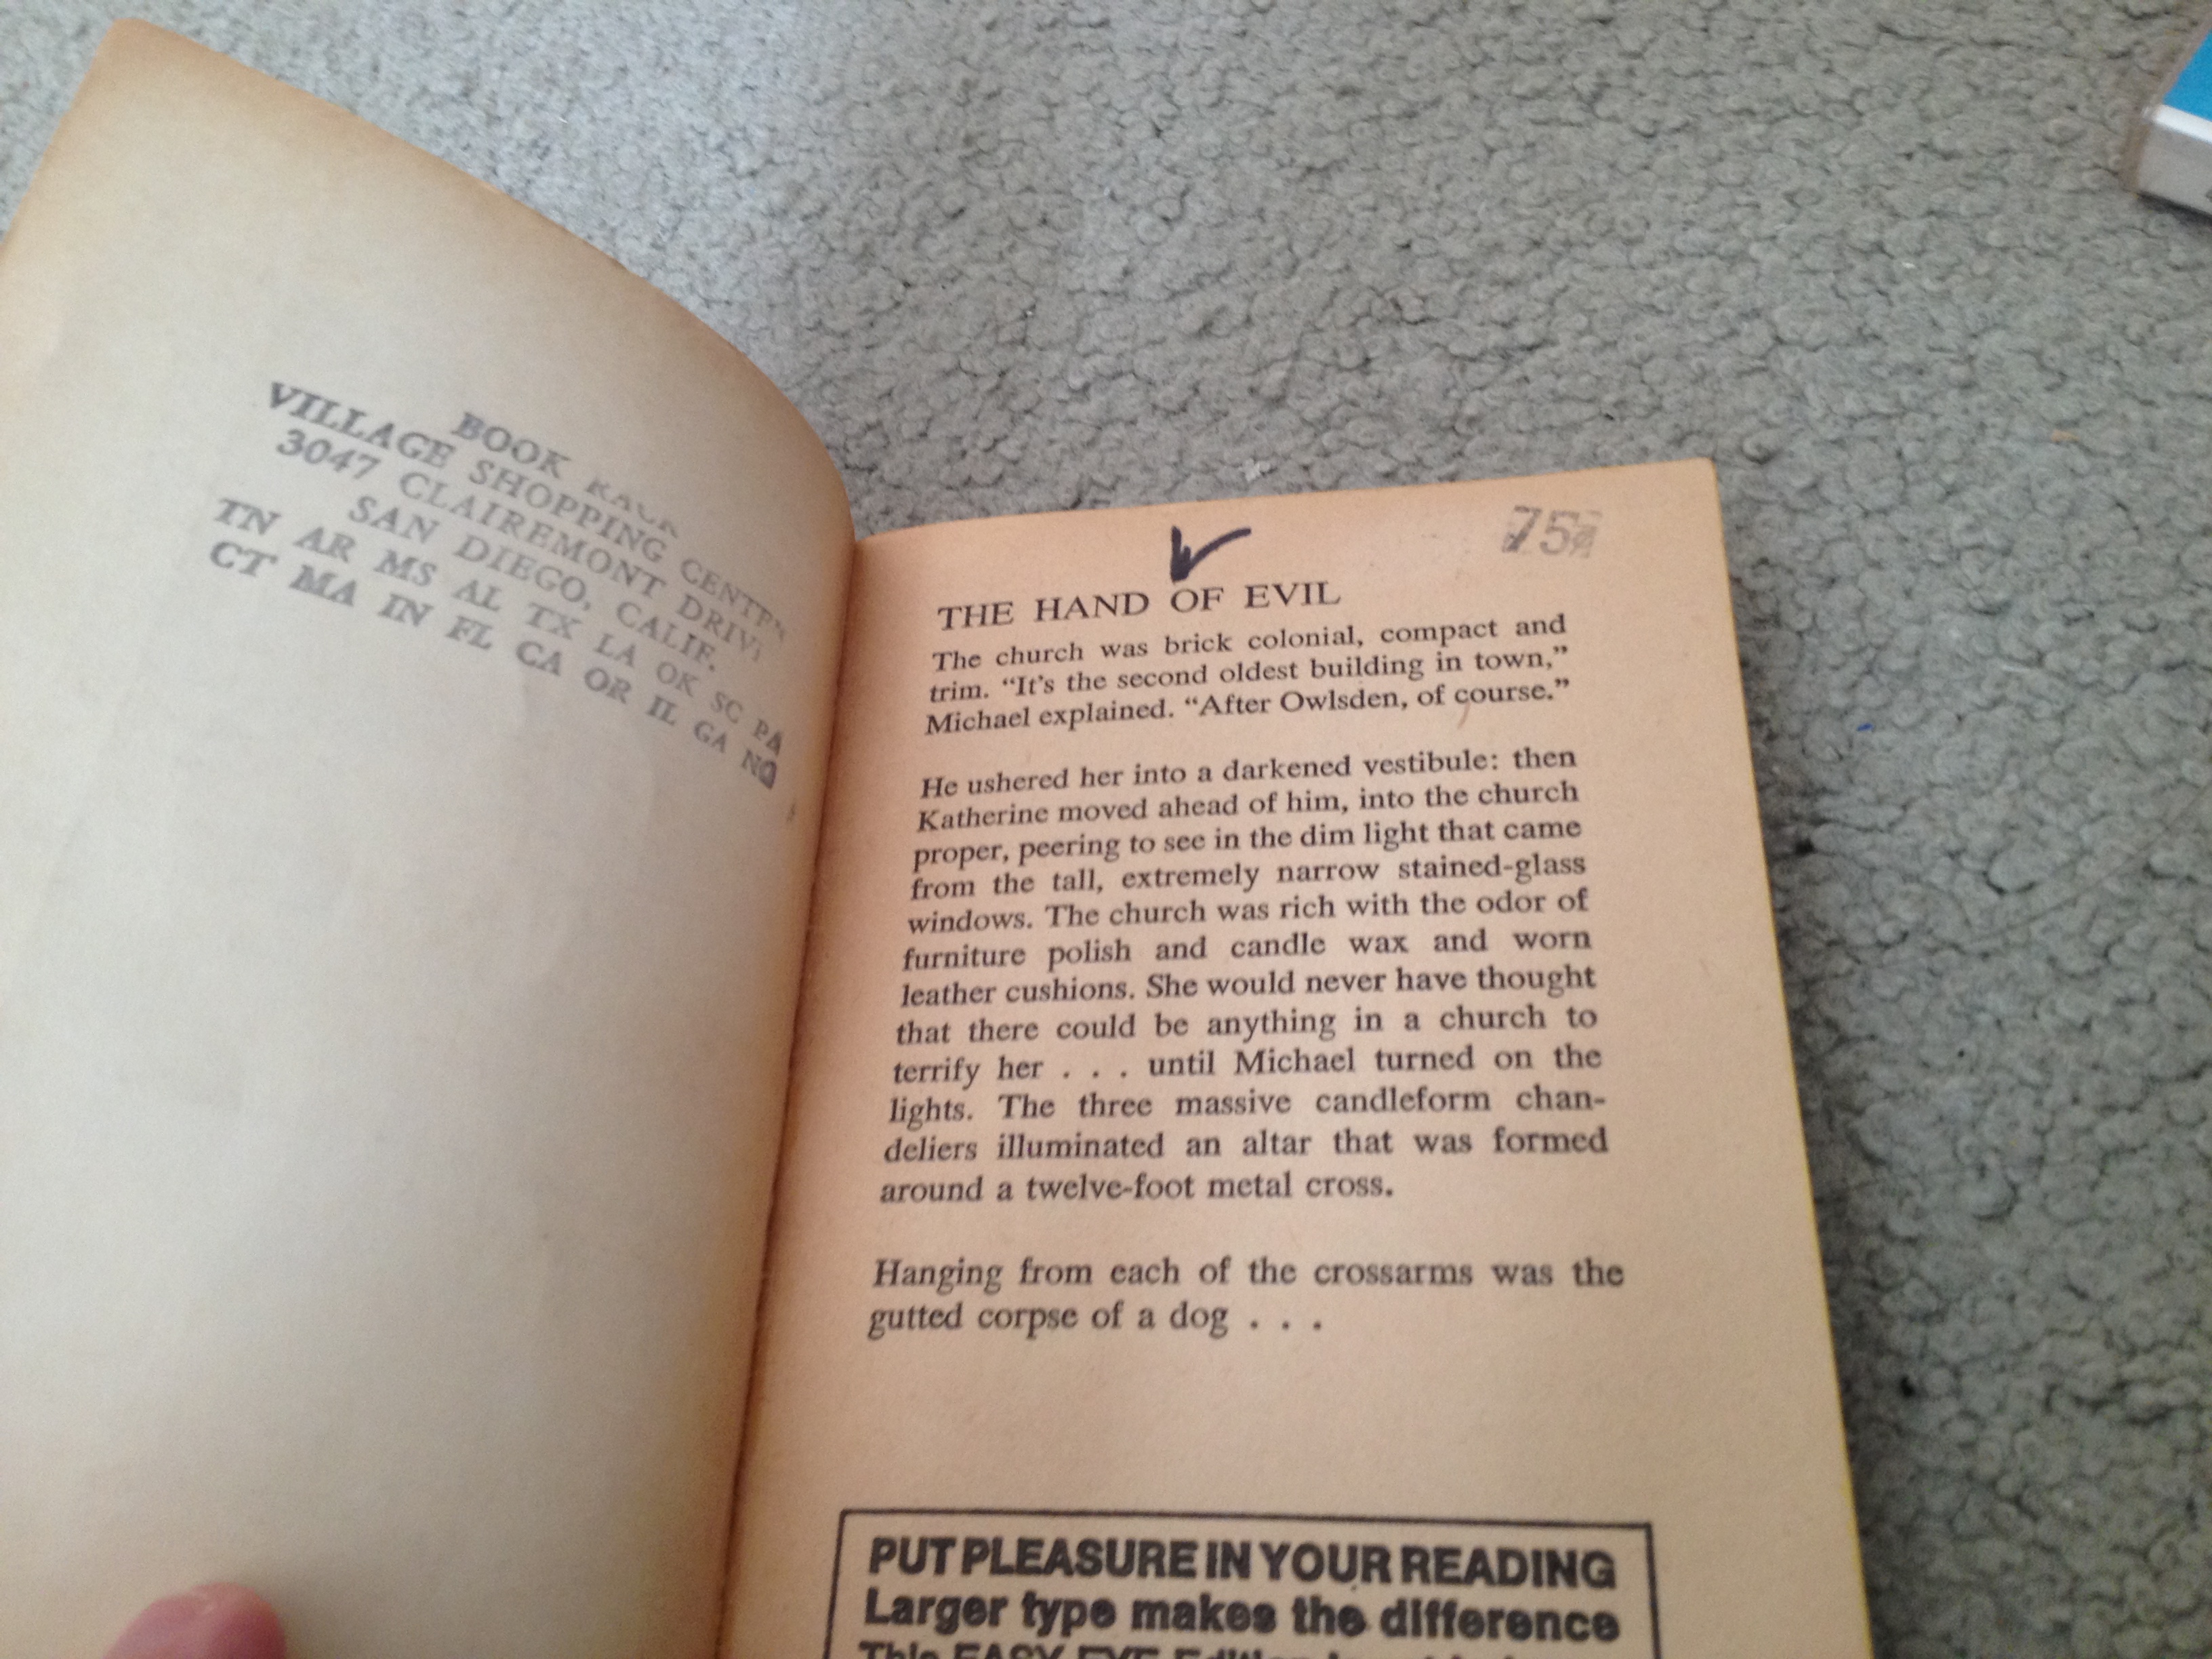 BOOK RACK
VILLAGE SHOPPING CENTER
3047 CLAIREMONT DRIVE
SAN DIEGO, CALIF.
TN AR MS AL TX LA OK SC PA
CT MA IN FL CA OR IL GA
75¢
THE HAND OF EVIL
The church was brick colonial, compact and
trim. “It's the second oldest building in town,”
Michael explained. “After Owlsden, of course.”
He ushered her into a darkened vestibule: then
Katherine moved ahead of him, into the church
proper, peering to see in the dim light that came
from the tall, extremely narrow stained-glass
windows. The church was rich with the odor of
furniture polish and candle wax and worn
leather cushions. She would never have thought
that there could be anything in a church to
terrify her . . . until Michael turned on the
lights. The three massive candleform chan-
deliers illuminated an altar that was formed
around a twelve-foot metal cross.
Hanging from each of the crossarms was the
gutted corpse of a dog . . .
PUT PLEASURE IN YOUR READING
Larger type makes the difference
This EASY EYE Edition